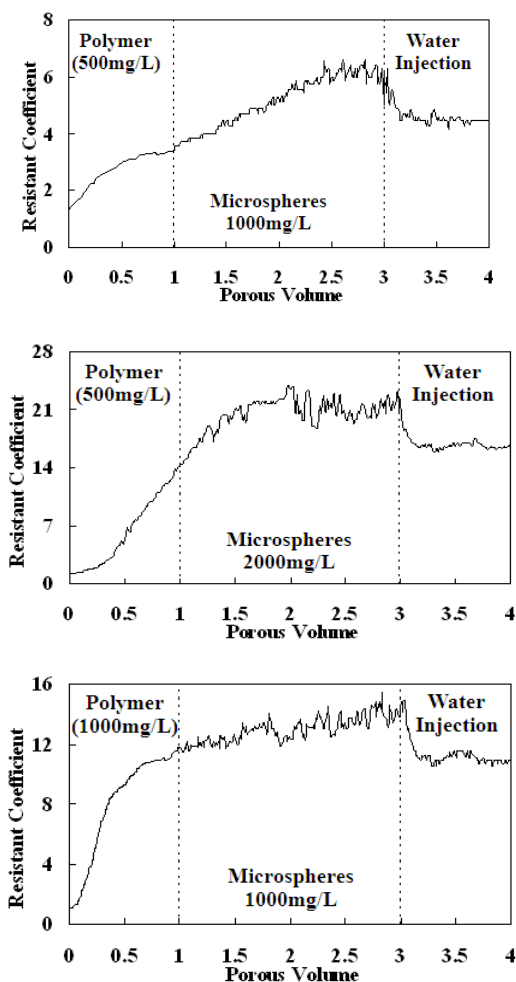 8
6
4
2
0
Resistant Coefficient
Polymer
(500mg/L)
Water
Injection
Microspheres
1000mg/L
0
0.5
1
1.5
2
2.5
3
3.5
4
Porous Volume
28
21
14
7
0
Resistant Coefficient
Polymer
(500mg/L)
Water
Injection
Microspheres
2000mg/L
0
0.5
1
1.5
2
2.5
3
3.5
4
Porous Volume
16
12
8
4
0
Resistant Coefficient
Polymer
(1000mg/L)
Water
Injection
Microspheres
1000mg/L
0
0.5
1
1.5
2
2.5
3
3.5
4
Porous Volume